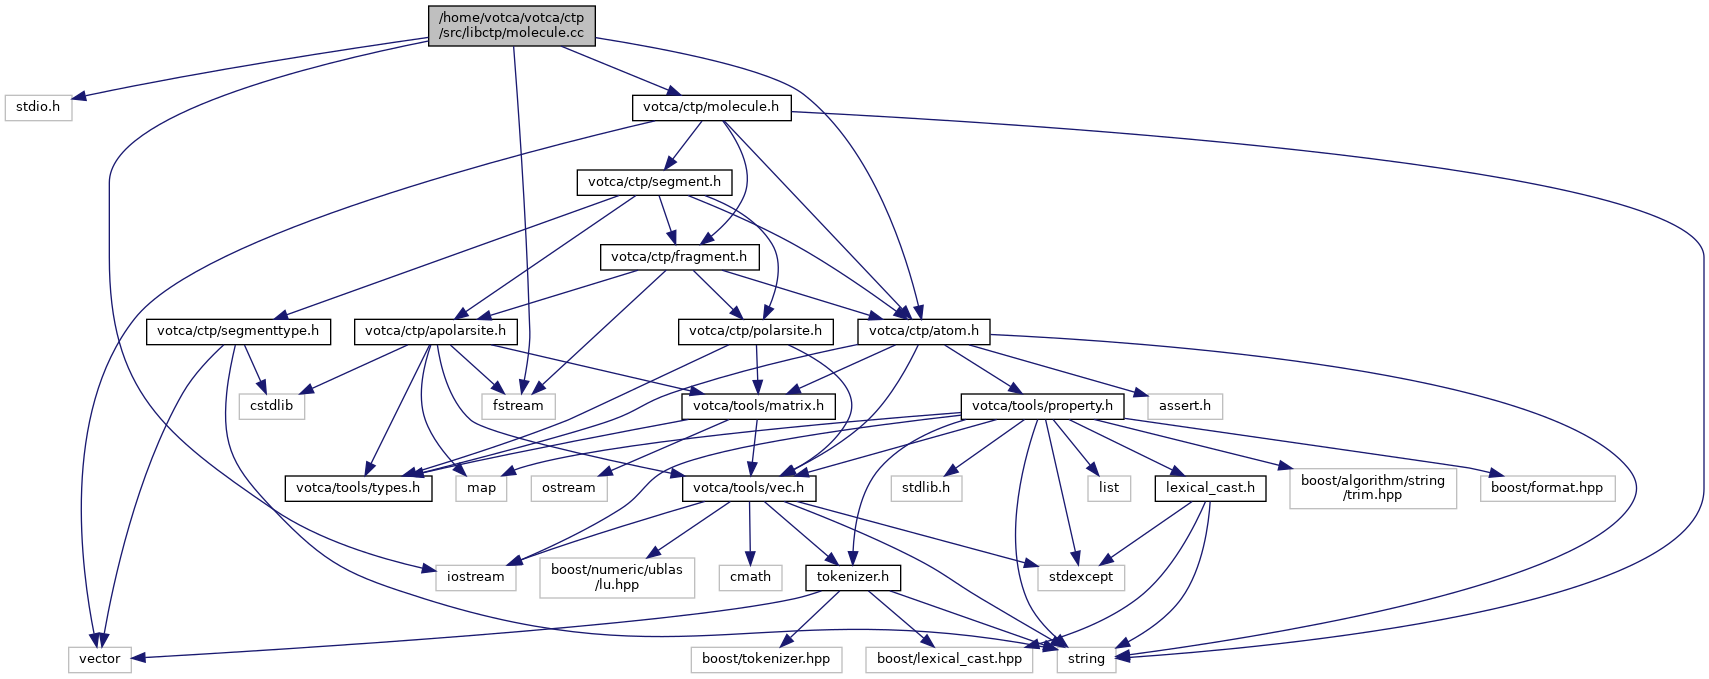 /home/votca/votca/ctp
/src/libctp/molecule.cc
stdio.h
votca/ctp/molecule.h
votca/ctp/segment.h
votca/ctp/fragment.h
votca/ctp/segmenttype.h
votca/ctp/apolarsite.h
votca/ctp/polarsite.h
votca/ctp/atom.h
cstdlib
fstream
votca/tools/matrix.h
votca/tools/property.h
assert.h
votca/tools/types.h
map
ostream
votca/tools/vec.h
stdlib.h
list
lexical_cast.h
boost/algorithm/string
/trim.hpp
boost/format.hpp
iostream
boost/numeric/ublas
/lu.hpp
cmath
tokenizer.h
stdexcept
vector
boost/tokenizer.hpp
boost/lexical_cast.hpp
string